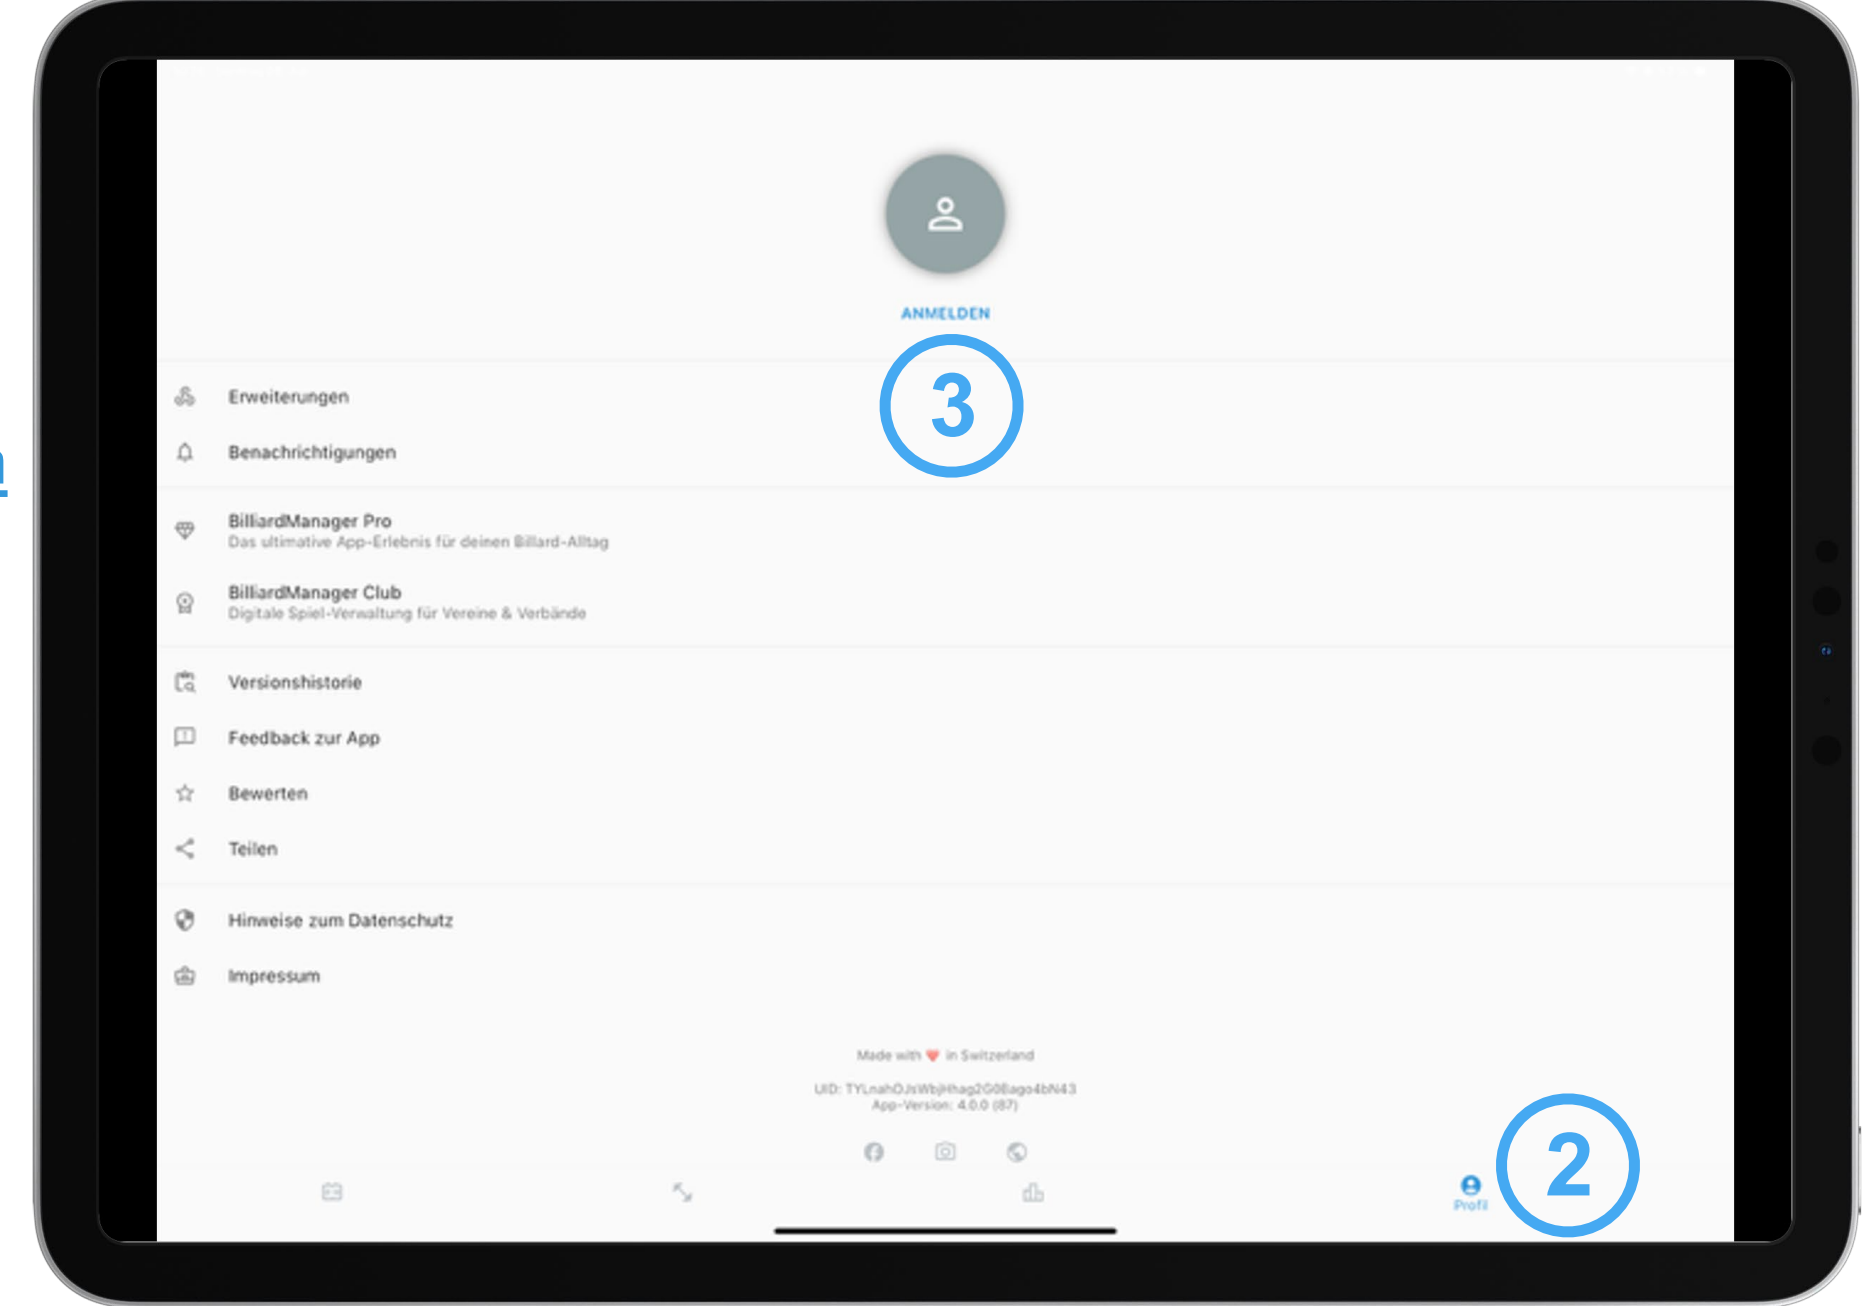 ANMELDEN
3
Erweiterungen
Benachrichtigungen
BilliardManager Pro
Das ultimative App-Erlebnis für deinen Billard-Alltag
BilliardManager Club
Digitale Spiel-Verwaltung für Vereine & Verbände
Versionshistorie
Feedback zur App
Bewerten
Teilen
Hinweise zum Datenschutz
Impressum
Made with ❤️ in Switzerland
UID:
App-Version: 4.0.0 (87)
2
Profil